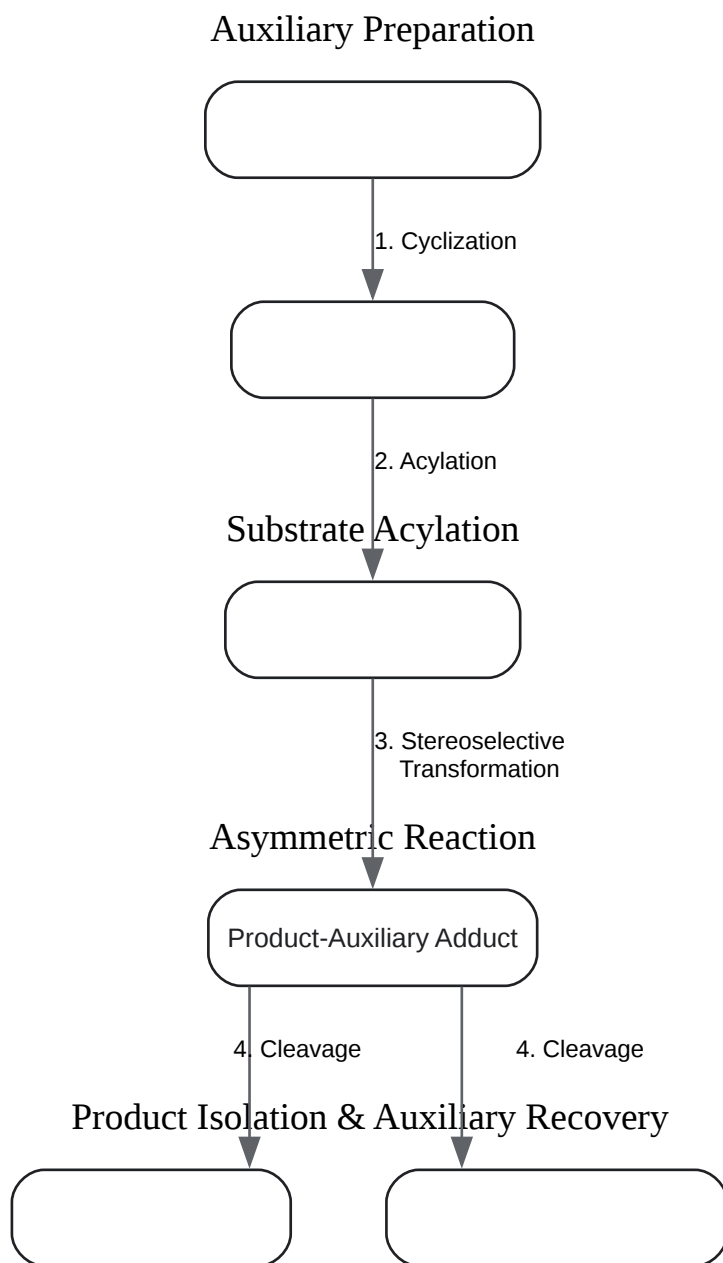 Auxiliary Preparation
1. Cyclization
2. Acylation
Substrate Acylation
3. Stereoselective
Transformation
Asymmetric Reaction
Product-Auxiliary Adduct
4. Cleavage
4. Cleavage
Product Isolation & Auxiliary Recovery